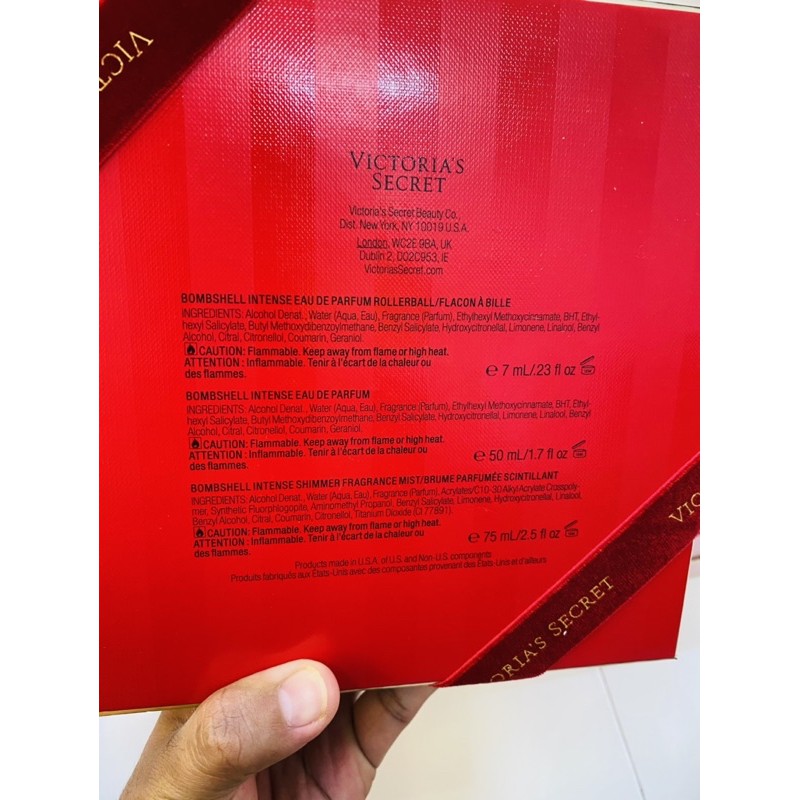 VICT
VICTORIA'S
SECRET
Victoria's Secret Beauty Co.,
Dist. New York, NY 10019 U.S.A.
London, WC2E 9BA, UK
Dublin 2, D02C953, IE
VictoriasSecret.com
BOMBSHELL INTENSE EAU DE PARFUM ROLLERBALL/FLACON À BILLE
INGREDIENTS: Alcohol Denat., Water (Aqua, Eau), Fragrance (Parfum), Ethylhexyl Methoxycinnamate, BHT, Ethyl-
hexyl Salicylate, Butyl Methoxydibenzoylmethane, Benzyl Salicylate, Hydroxycitronellal, Limonene, Linalool, Benzyl
Alcohol, Citral, Citronellol, Coumarin, Geraniol.
CAUTION: Flammable. Keep away from flame or high heat.
ATTENTION : Inflammable. Tenir à l'écart de la chaleur ou
des flammes.
℮ 7 mL/.23 fl oz
BOMBSHELL INTENSE EAU DE PARFUM
INGREDIENTS: Alcohol Denat., Water (Aqua, Eau), Fragrance (Parfum), Ethylhexyl Methoxycinnamate, BHT, Ethyl-
hexyl Salicylate, Butyl Methoxydibenzoylmethane, Benzyl Salicylate, Hydroxycitronellal, Limonene, Linalool, Benzyl
Alcohol, Citral, Citronellol, Coumarin, Geraniol.
CAUTION: Flammable. Keep away from flame or high heat.
ATTENTION : Inflammable. Tenir à l'écart de la chaleur ou
des flammes.
℮ 50 mL/1.7 fl oz
BOMBSHELL INTENSE SHIMMER FRAGRANCE MIST/BRUME PARFUMÉE SCINTILLANT
INGREDIENTS: Alcohol Denat., Water (Aqua, Eau), Fragrance (Parfum), Acrylates/C10-30 Alkyl Acrylate Crosspoly-
mer, Synthetic Fluorphlogopite, Aminomethyl Propanol, Benzyl Salicylate, Limonene, Hydroxycitronellal, Linalool,
Benzyl Alcohol, Citral, Coumarin, Citronellol, Titanium Dioxide (CI 77891).
CAUTION: Flammable. Keep away from flame or high heat.
ATTENTION : Inflammable. Tenir à l'écart de la chaleur ou
des flammes.
℮ 75 mL/2.5 fl oz
Products made in U.S.A. of U.S. and Non-U.S. components
Produits fabriqués aux États-Unis avec des composantes provenant des États-Unis et d'ailleurs
ORIA'S SECRET
VIC